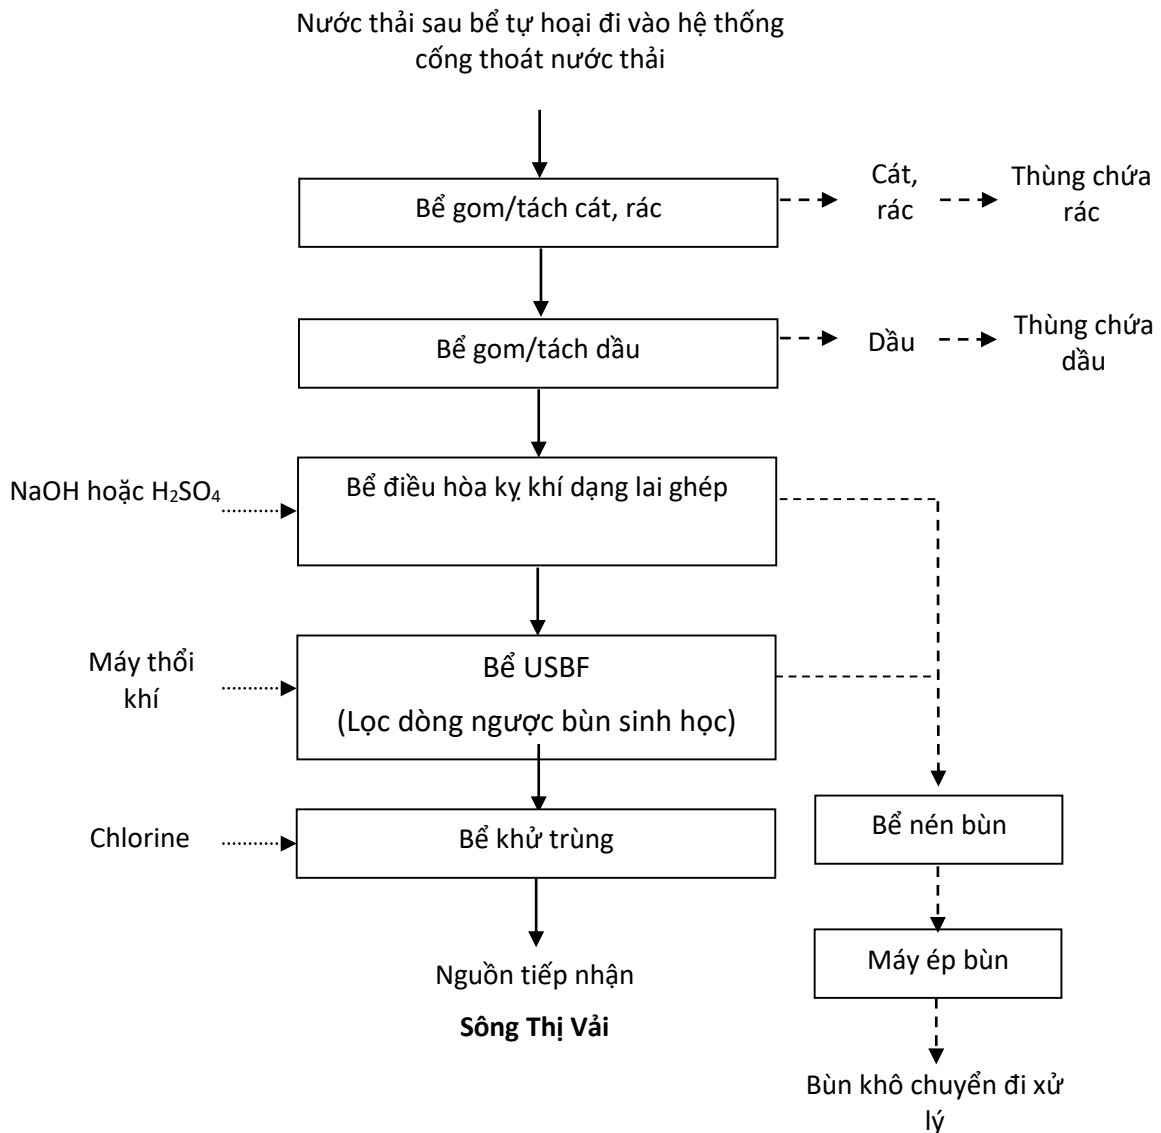 Nước thải sau bể tự hoại đi vào hệ thống
cống thoát nước thải
Bể gom/tách cát, rác
Cát,
rác
Thùng chứa
rác
Bể gom/tách dầu
Dầu
Thùng chứa
dầu
NaOH hoặc H₂SO₄
Bể điều hòa kỵ khí dạng lai ghép
Máy thổi
khí
Bể USBF
(Lọc dòng ngược bùn sinh học)
Chlorine
Bể khử trùng
Bể nén bùn
Nguồn tiếp nhận
Sông Thị Vải
Máy ép bùn
Bùn khô chuyển đi xử
lý